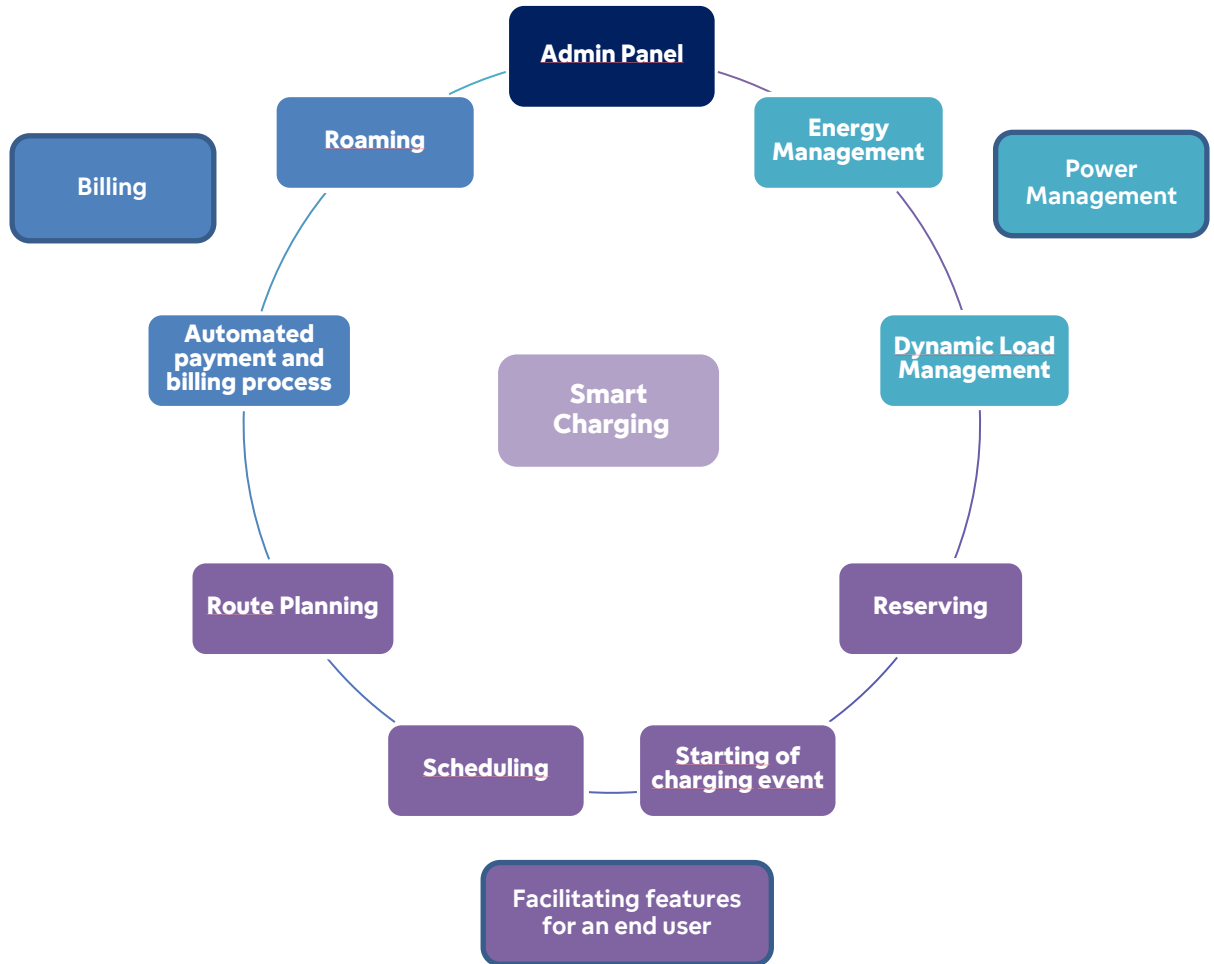 Admin Panel
Roaming
Energy
Management
Billing
Power
Management
Automated
payment and
billing process
Dynamic Load
Management
Smart
Charging
Route Planning
Reserving
Scheduling
Starting of
charging event
Facilitating features
for an end user